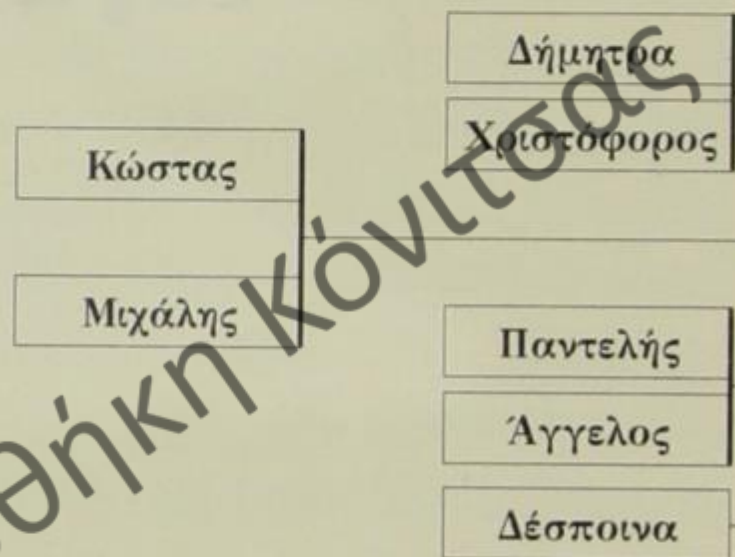 Δήμητρα
Χριστόφορος
Κώστας
Μιχάλης
Παντελής
Άγγελος
Δέσποινα
θήκη Κόνιτσας